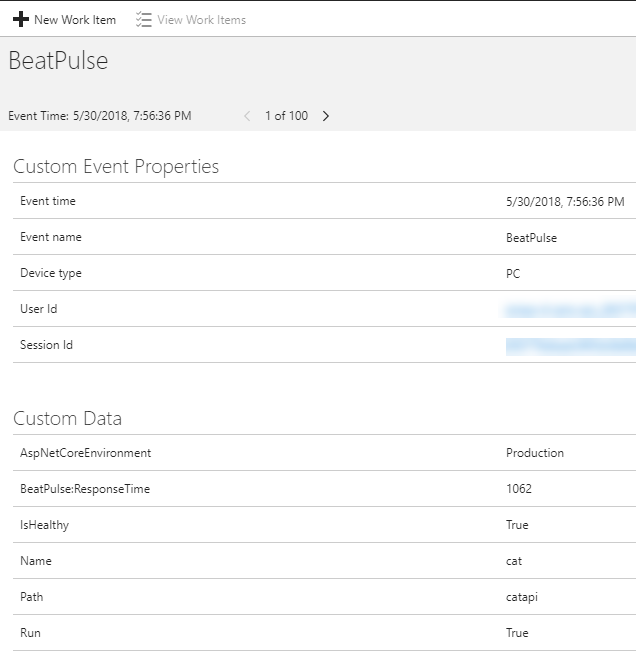 New Work Item View Work Items
BeatPulse
Event Time: 5/30/2018, 7:56:36 PM 1 of 100
Custom Event Properties
Event time 5/30/2018, 7:56:36 PM
Event name BeatPulse
Device type PC
User Id
Session Id
Custom Data
AspNetCoreEnvironment Production
BeatPulse:ResponseTime 1062
IsHealthy True
Name cat
Path catapi
Run True